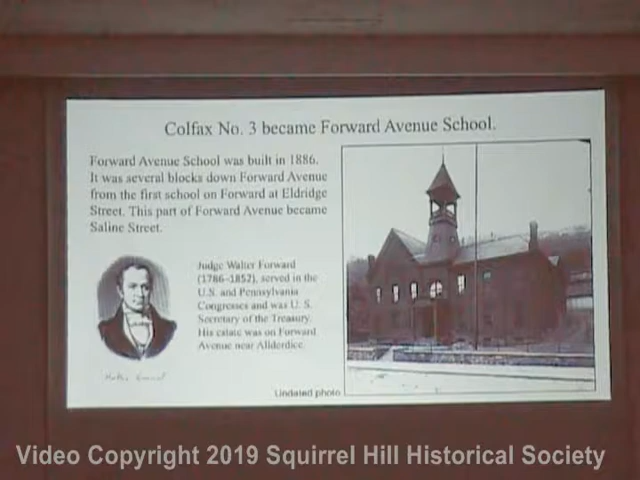 Colfax No. 3 became Forward Avenue School.
Forward Avenue School was built in 1886.
It was several blocks down Forward Avenue
from the first school on Forward at Eldridge
Street. This part of Forward Avenue became
Saline Street.
Judge Walter Forward
(1786-1852), served in the
U.S. and Pennsylvania
Congresses and was U. S.
Secretary of the Treasury.
His estate was on Forward
Avenue near Allderdice.
Undated photo
Video Copyright 2019 Squirrel Hill Historical Society